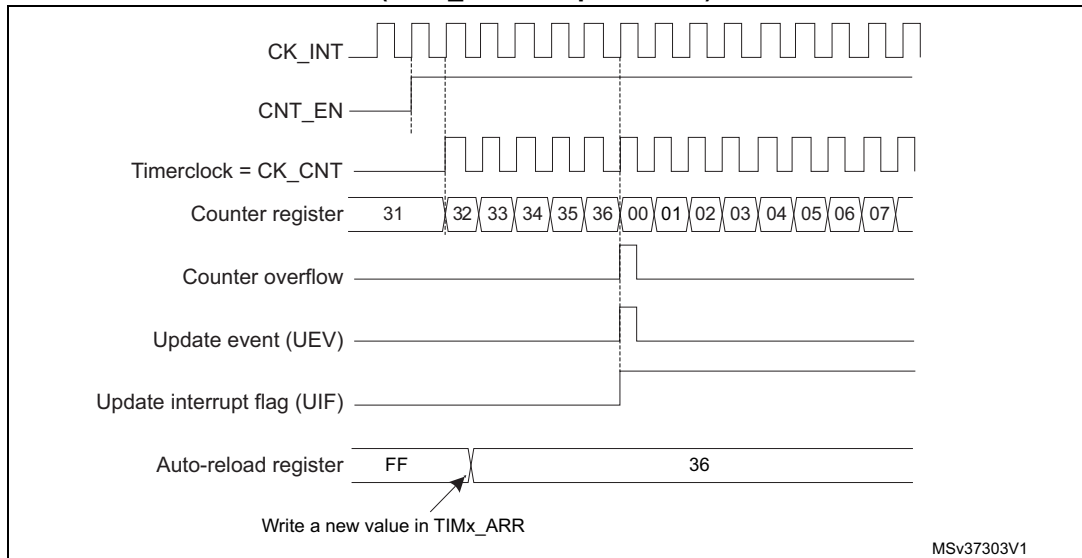 CK_INT
CNT_EN
Timerclock = CK_CNT
Counter register 31 32 33 34 35 36 00 01 02 03 04 05 06 07
Counter overflow
Update event (UEV)
Update interrupt flag (UIF)
Auto-reload register FF 36
Write a new value in TIMx_ARR
MSv37303V1